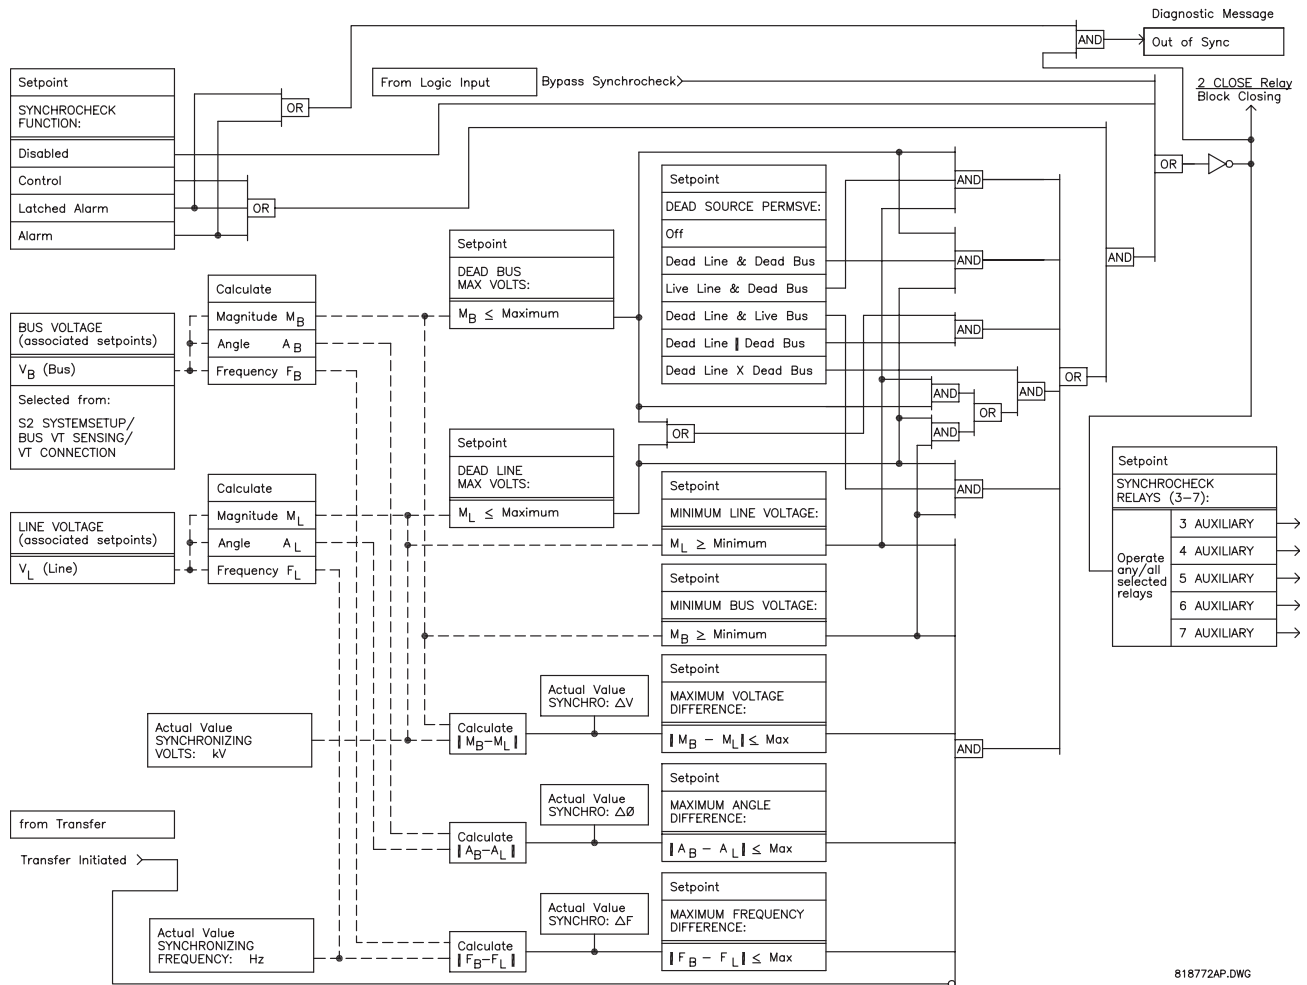 Diagnostic Message
Out of Sync
AND
Setpoint
SYNCHROCHECK
FUNCTION:
Disabled
Control
Latched Alarm
Alarm
OR
OR
From Logic Input
Bypass Synchrocheck
2 CLOSE Relay
Block Closing
OR
AND
OR
Setpoint
DEAD SOURCE PERMSVE:
Off
Dead Line & Dead Bus
Live Line & Dead Bus
Dead Line & Live Bus
Dead Line ‖ Dead Bus
Dead Line X Dead Bus
AND
AND
AND
AND
AND
OR
AND
OR
AND
Setpoint
DEAD BUS
MAX VOLTS:
M_B ≤ Maximum
Calculate
Magnitude M_B
Angle A_B
Frequency F_B
BUS VOLTAGE
(associated setpoints)
V_B (Bus)
Selected from:
S2 SYSTEMSETUP/
BUS VT SENSING/
VT CONNECTION
Setpoint
DEAD LINE
MAX VOLTS:
M_L ≤ Maximum
Calculate
Magnitude M_L
Angle A_L
Frequency F_L
LINE VOLTAGE
(associated setpoints)
V_L (Line)
Setpoint
MINIMUM LINE VOLTAGE:
M_L ≥ Minimum
Setpoint
MINIMUM BUS VOLTAGE:
M_B ≥ Minimum
Setpoint
SYNCHROCHECK
RELAYS (3-7):
Operate
any/all
selected
relays
3 AUXILIARY
4 AUXILIARY
5 AUXILIARY
6 AUXILIARY
7 AUXILIARY
Actual Value
SYNCHRONIZING
VOLTS: kV
Calculate
‖ M_B-M_L ‖
Actual Value
SYNCHRO: △V
Setpoint
MAXIMUM VOLTAGE
DIFFERENCE:
‖ M_B - M_L ‖ ≤ Max
AND
from Transfer
Transfer Initiated
Calculate
‖ A_B-A_L ‖
Actual Value
SYNCHRO: △Ø
Setpoint
MAXIMUM ANGLE
DIFFERENCE:
‖ A_B - A_L ‖ ≤ Max
Actual Value
SYNCHRONIZING
FREQUENCY: Hz
Calculate
‖ F_B-F_L ‖
Actual Value
SYNCHRO: △F
Setpoint
MAXIMUM FREQUENCY
DIFFERENCE:
‖ F_B - F_L ‖ ≤ Max
818772AP.DWG